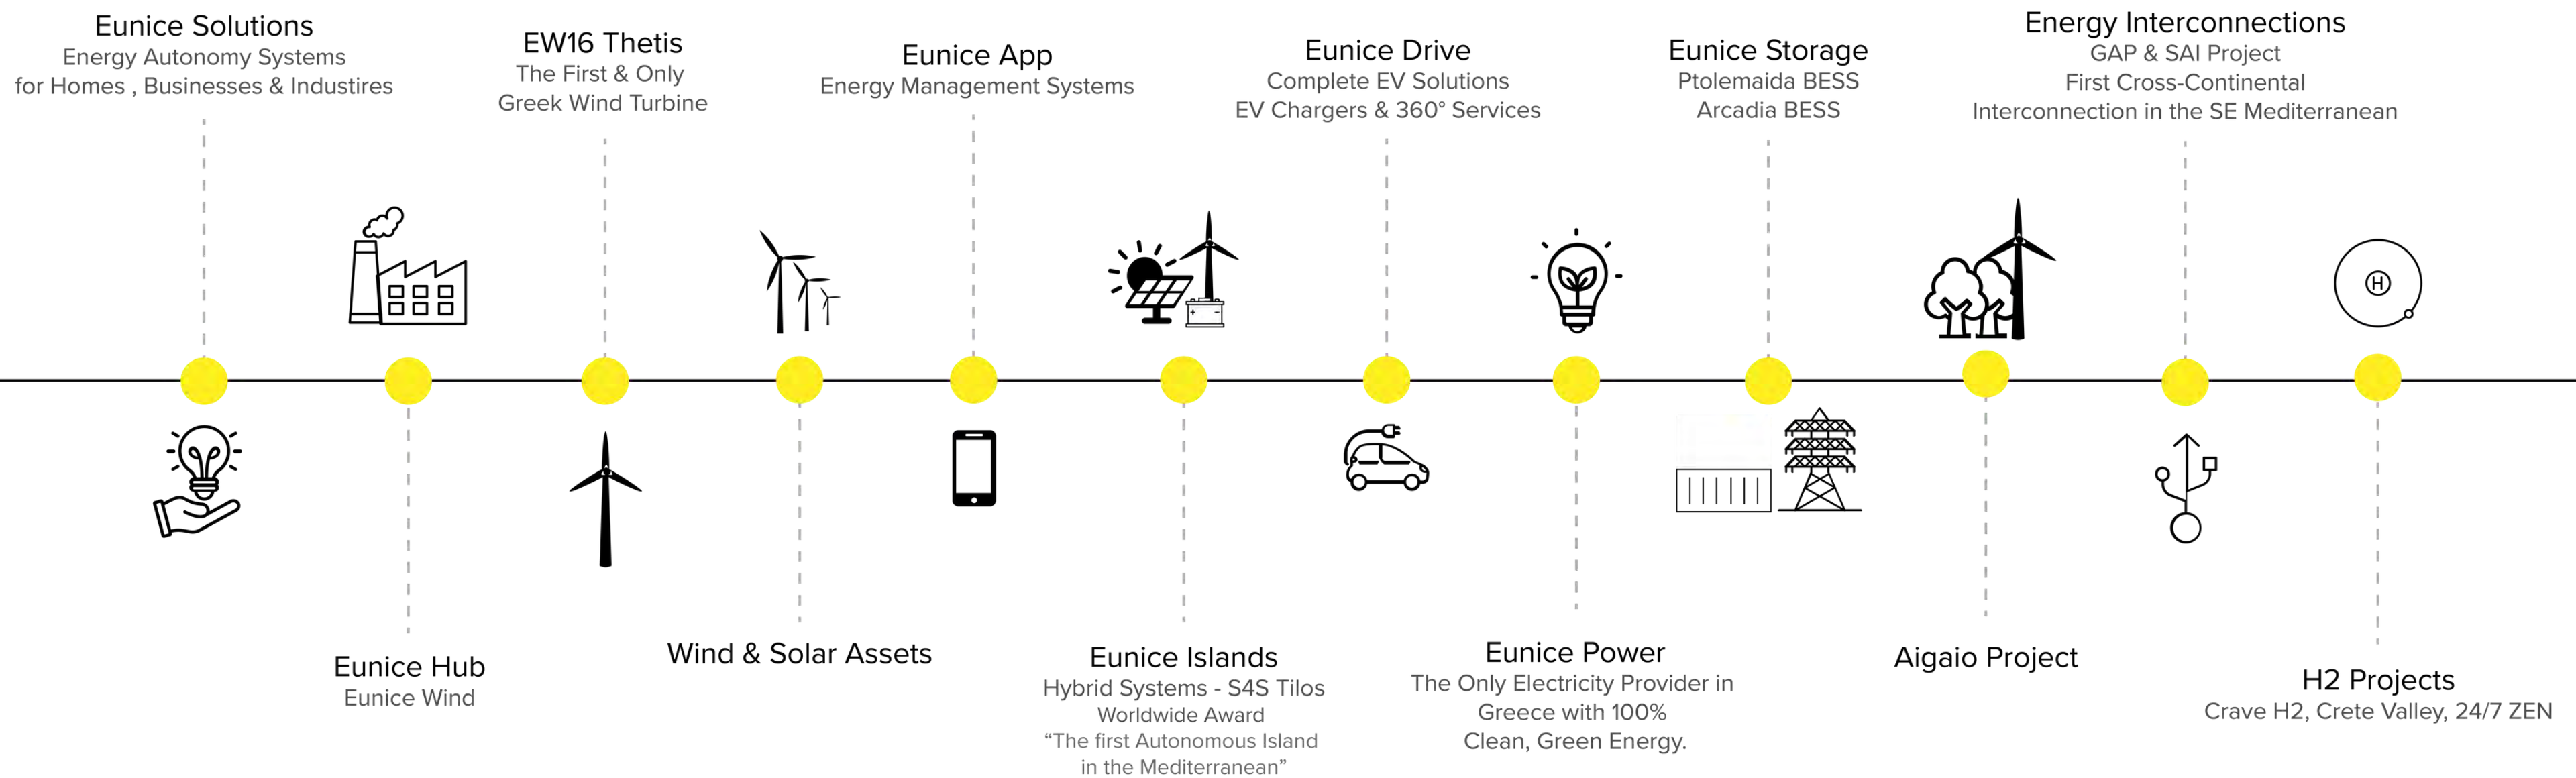 Eunice Solutions
Energy Autonomy Systems
for Homes , Businesses & Industires
EW16 Thetis
The First & Only
Greek Wind Turbine
Eunice App
Energy Management Systems
Eunice Drive
Complete EV Solutions
EV Chargers & 360° Services
Eunice Storage
Ptolemaida BESS
Arcadia BESS
Energy Interconnections
GAP & SAI Project
First Cross-Continental
Interconnection in the SE Mediterranean
H
Eunice Hub
Eunice Wind
Wind & Solar Assets
Eunice Islands
Hybrid Systems - S4S Tilos
Worldwide Award
“The first Autonomous Island
in the Mediterranean”
Eunice Power
The Only Electricity Provider in
Greece with 100%
Clean, Green Energy.
Aigaio Project
H2 Projects
Crave H2, Crete Valley, 24/7 ZEN